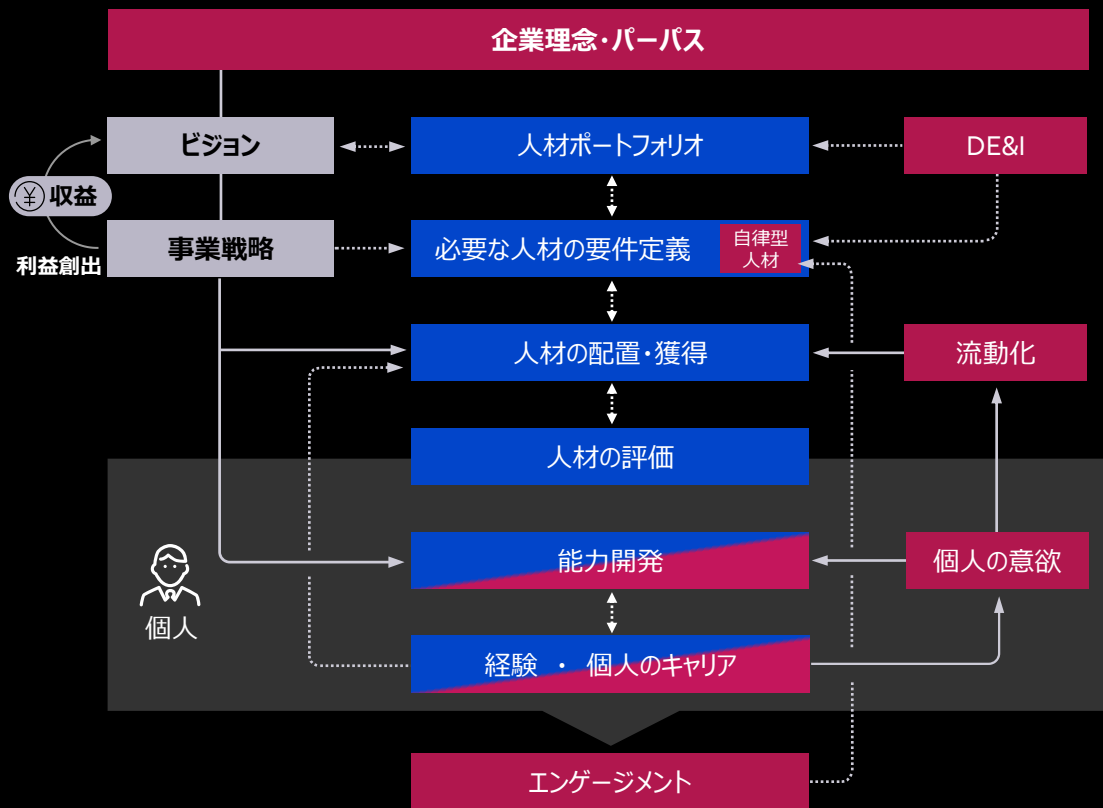 企業理念・パーパス
ビジョン
人材ポートフォリオ
DE&I
¥ 収益
事業戦略
必要な人材の要件定義
自律型
人材
利益創出
人材の配置・獲得
流動化
人材の評価
能力開発
個人の意欲
個人
経験 ・ 個人のキャリア
エンゲージメント